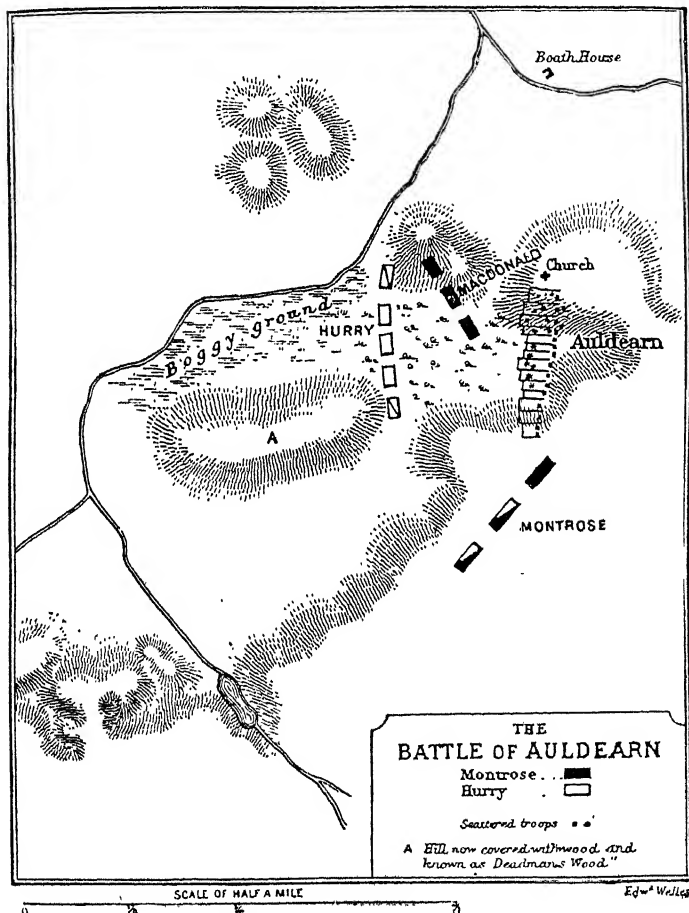 Boath House
MACDONALD
Church
HURRY
Boggy ground
Auldearn
A
MONTROSE
THE
BATTLE OF AULDEARN
Montrose . . .
Hurry .
Scattered troops
A Hill now covered with wood and
known as Deadmans Wood"
SCALE OF HALF A MILE
Edwd Weller
0